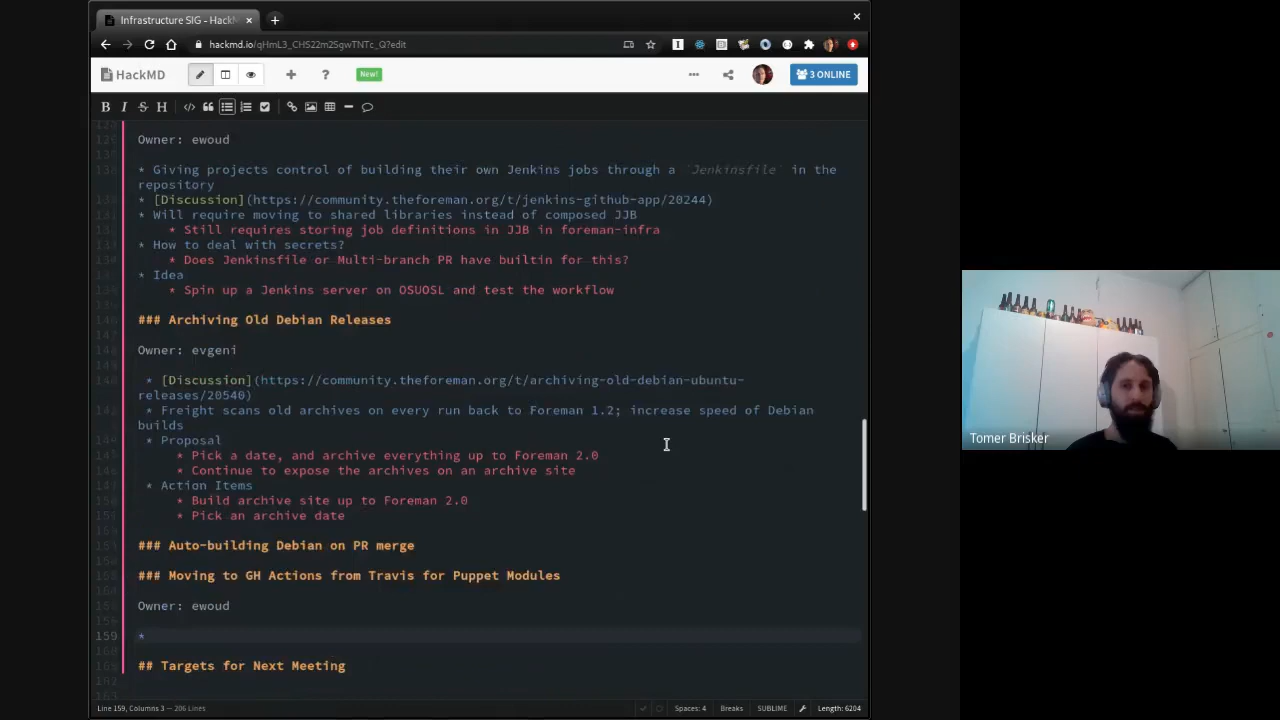 Infrastructure SIG - HackM
hackmd.io/qHmL3_CHS22m2SgwTNTc_Q?edit
HackMD
New!
3 ONLINE
Owner: ewoud
* Giving projects control of building their own Jenkins jobs through a `Jenkinsfile` in the
repository
* [Discussion](https://community.theforeman.org/t/jenkins-github-app/20244)
* Will require moving to shared libraries instead of composed JJB
* Still requires storing job definitions in JJB in foreman-infra
* How to deal with secrets?
* Does Jenkinsfile or Multi-branch PR have builtin for this?
* Idea
* Spin up a Jenkins server on OSUOSL and test the workflow
### Archiving Old Debian Releases
Owner: evgeni
* [Discussion](https://community.theforeman.org/t/archiving-old-debian-ubuntu-
releases/20540)
* Freight scans old archives on every run back to Foreman 1.2; increase speed of Debian
builds
* Proposal
* Pick a date, and archive everything up to Foreman 2.0
* Continue to expose the archives on an archive site
* Action Items
* Build archive site up to Foreman 2.0
* Pick an archive date
### Auto-building Debian on PR merge
### Moving to GH Actions from Travis for Puppet Modules
Owner: ewoud
159 *
## Targets for Next Meeting
Line 159, Columns 3 — 206 Lines
Spaces: 4 Breaks SUBLIME Length: 6204
Tomer Brisker